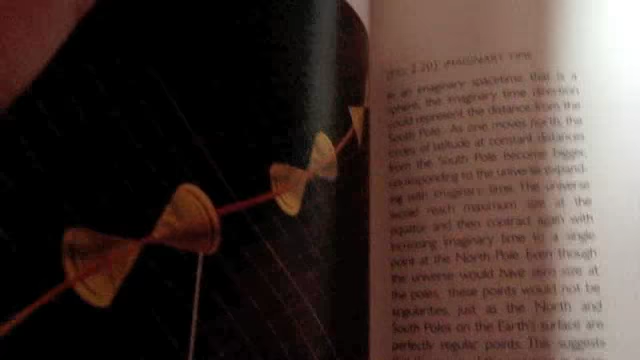 (FIG. 2.20) IMAGINARY TIME
In an imaginary spacetime that is a
sphere, the imaginary time direction
could represent the distance from the
South Pole. As one moves north, the
circles of latitude at constant distances
from the South Pole become bigger,
corresponding to the universe expand-
ing with imaginary time. The universe
would reach maximum size at the
equator and then contract again with
increasing imaginary time to a single
point at the North Pole. Even though
the universe would have zero size at
the poles, these points would not be
singularities, just as the North and
South Poles on the Earth's surface are
perfectly regular points. This suggests